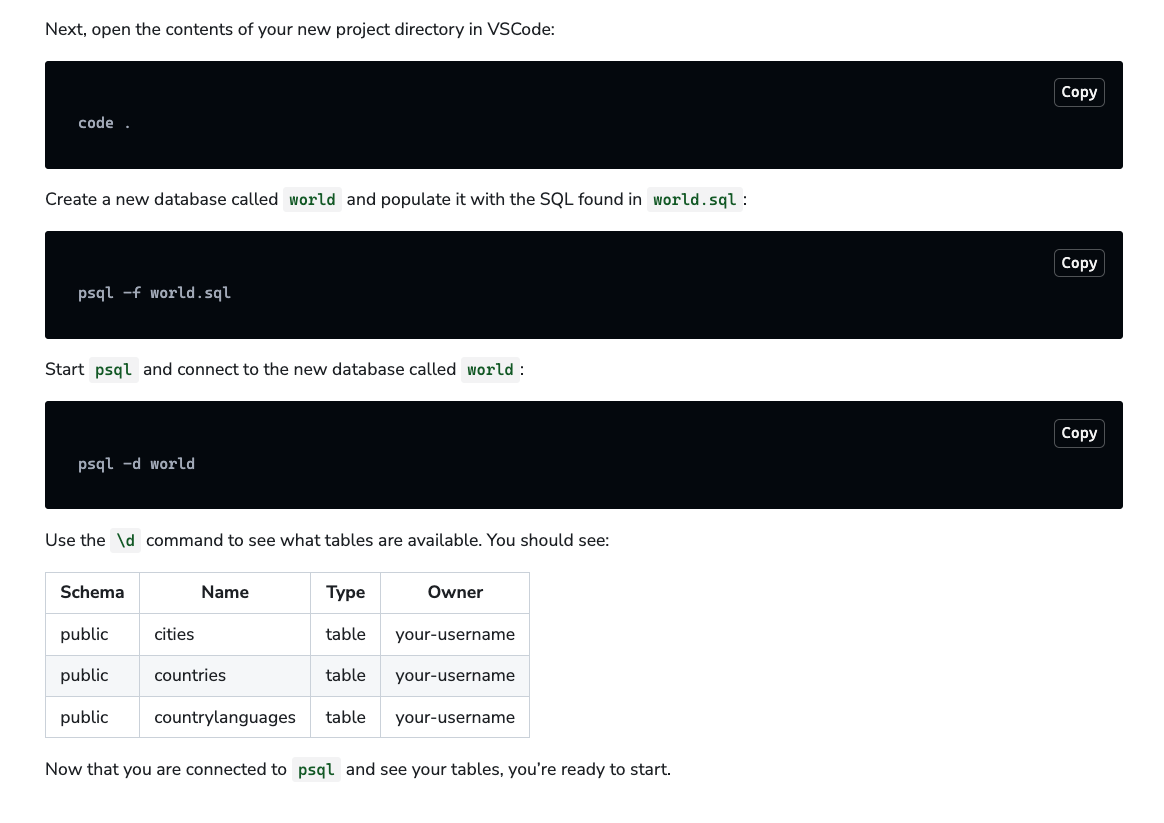 Next, open the contents of your new project directory in VSCode:
Copy
code .
Create a new database called world and populate it with the SQL found in world.sql:
Copy
psql -f world.sql
Start psql and connect to the new database called world:
Copy
psql -d world
Use the \d command to see what tables are available. You should see:
Schema Name Type Owner
public cities table your-username
public countries table your-username
public countrylanguages table your-username
Now that you are connected to psql and see your tables, you’re ready to start.